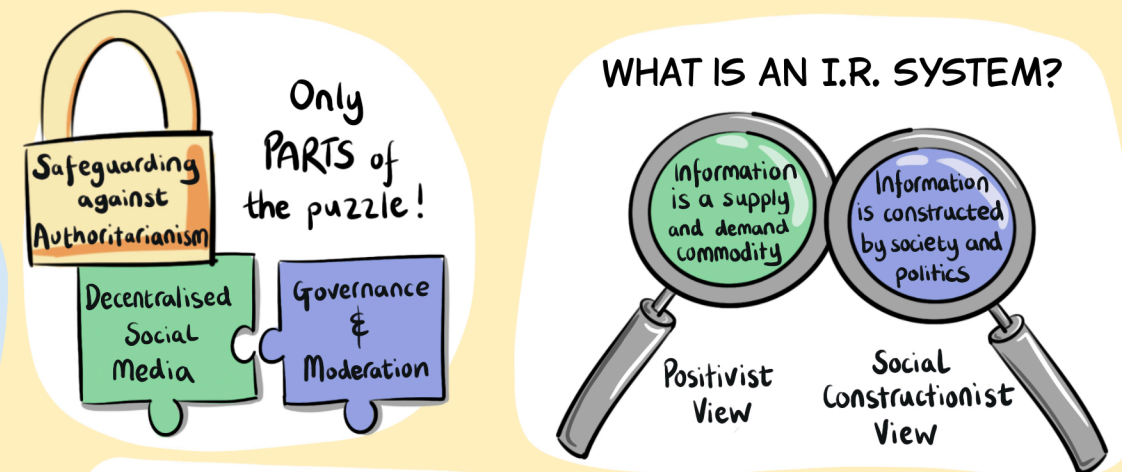 Safeguarding
against
Authoritarianism
Only
PARTS of
the puzzle!
Decentralised
Social
Media
Governance
&
Moderation
WHAT IS AN I.R. SYSTEM?
Information
is a supply
and demand
commodity
Information
is constructed
by society and
politics
Positivist
View
Social
Constructionist
View